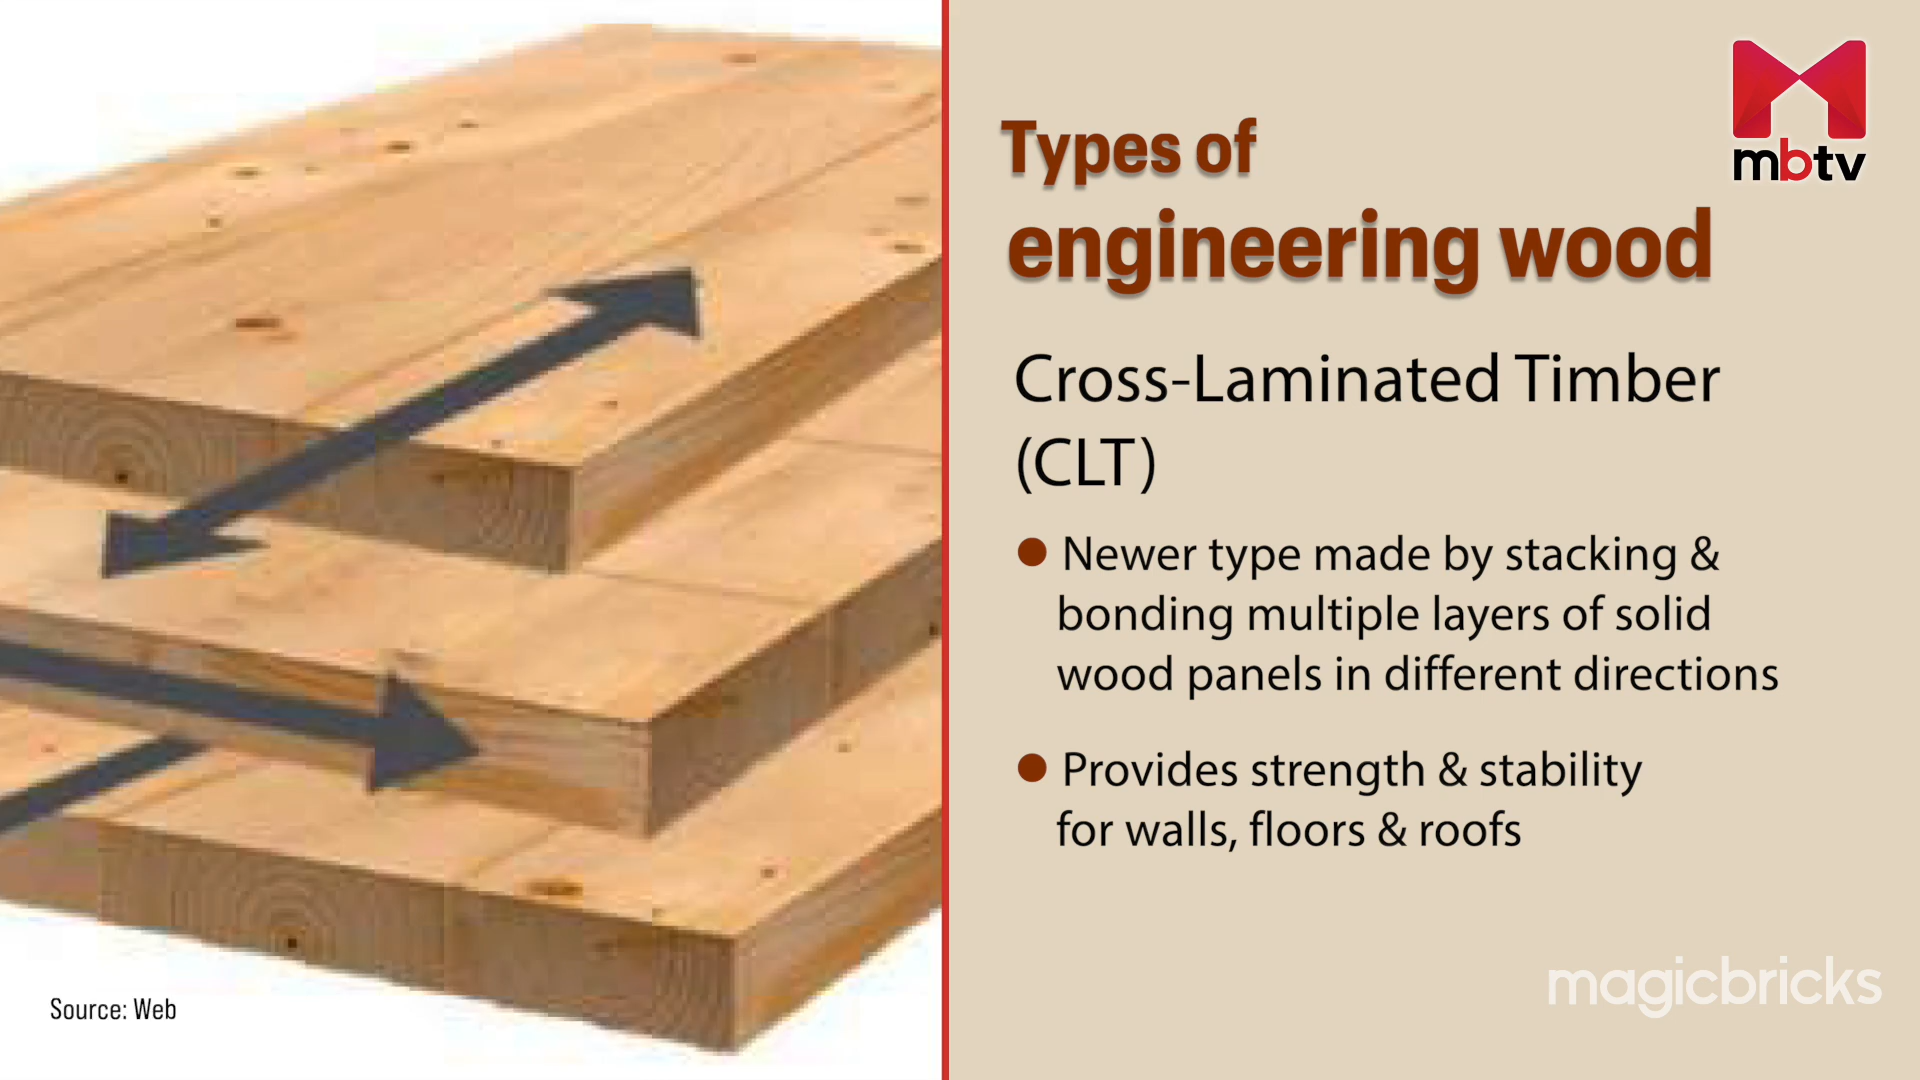 mbtv
Types of
engineering wood
Cross-Laminated Timber
(CLT)
● Newer type made by stacking &
bonding multiple layers of solid
wood panels in different directions
● Provides strength & stability
for walls, floors & roofs
magicbricks
Source: Web